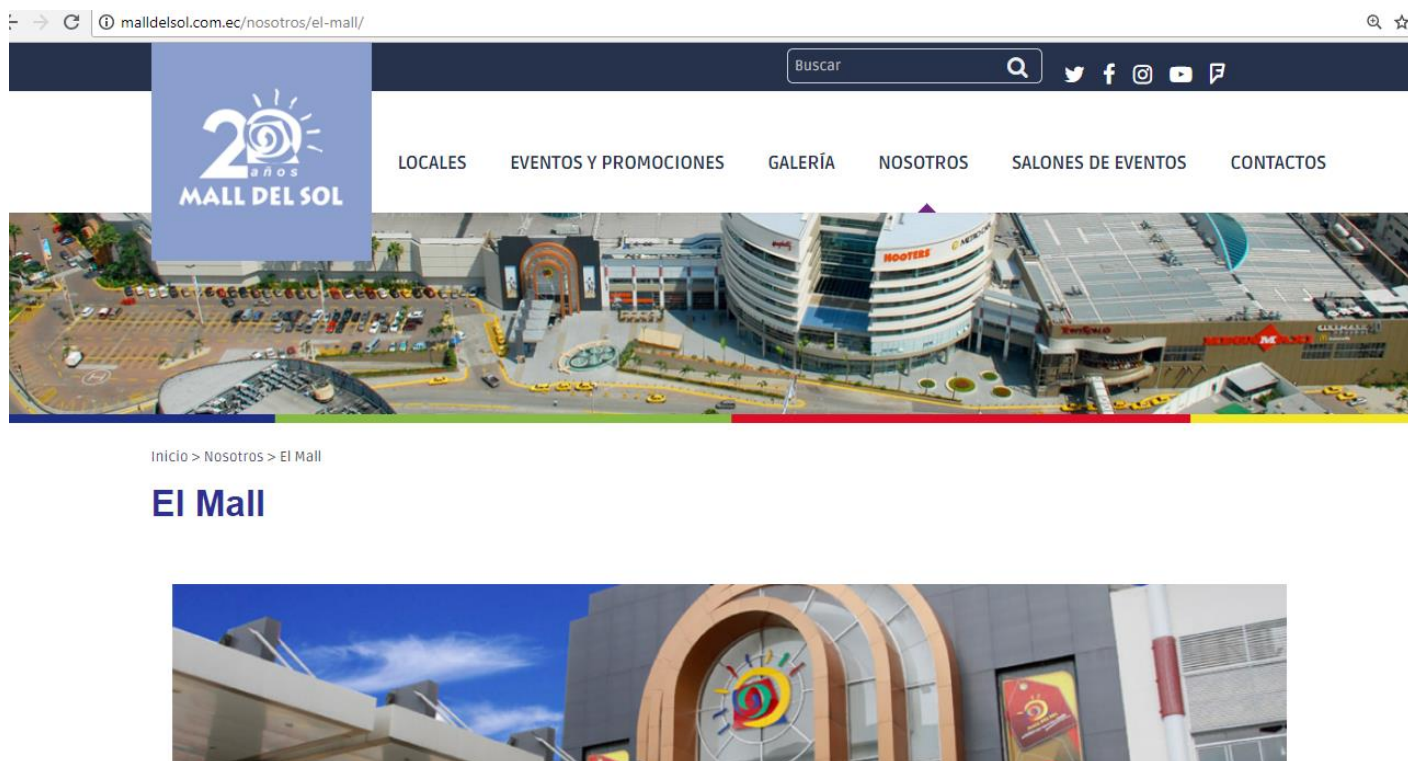 malldelsol.com.ec/nosotros/el-mall/
Buscar
20
años
MALL DEL SOL
LOCALES EVENTOS Y PROMOCIONES GALERÍA NOSOTROS SALONES DE EVENTOS CONTACTOS
HOOTERS
Inicio > Nosotros > El Mall
El Mall